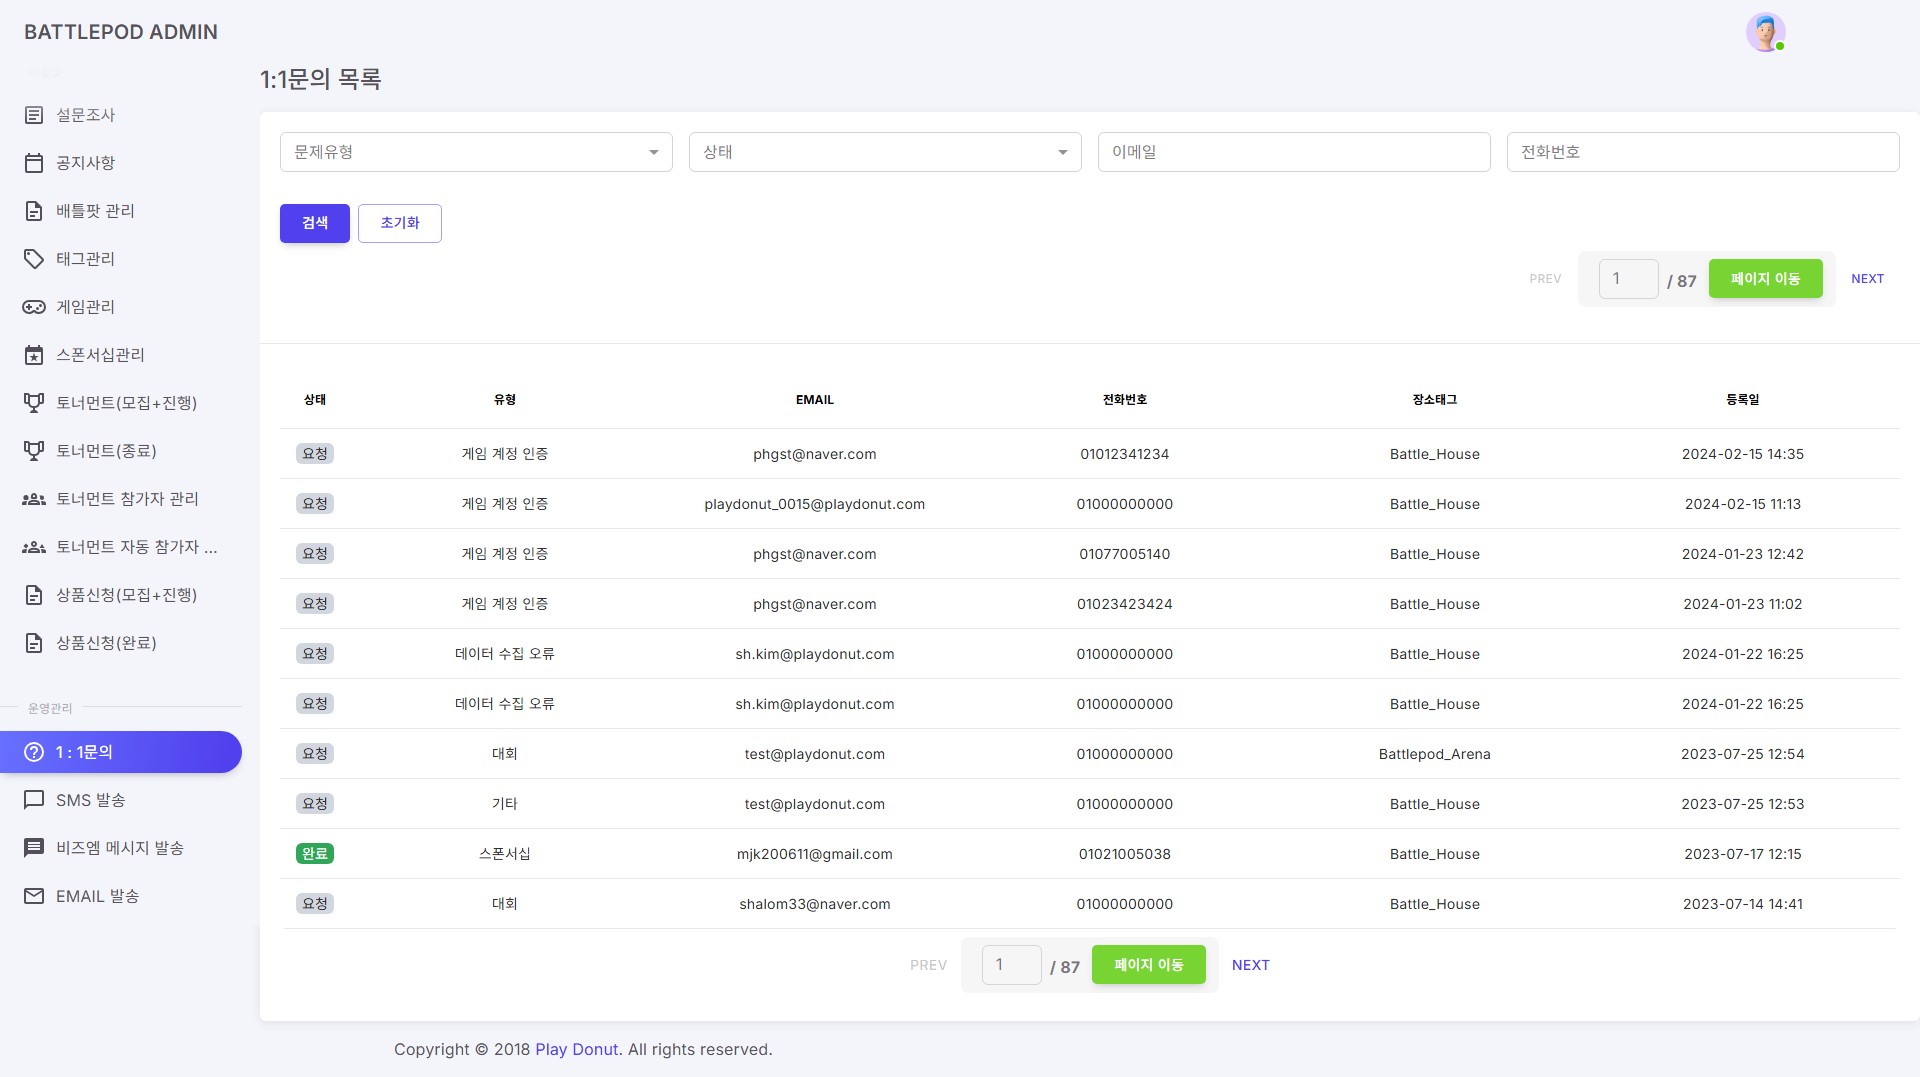 BATTLEPOD ADMIN
1:1문의 목록
설문조사
공지사항
배틀팟 관리
태그관리
게임관리
스폰서십관리
토너먼트(모집+진행)
토너먼트(종료)
토너먼트 참가자 관리
토너먼트 자동 참가자 ...
상품신청(모집+진행)
상품신청(완료)
운영관리
1 : 1문의
SMS 발송
비즈엠 메시지 발송
EMAIL 발송
문제유형 상태 이메일 전화번호
검색 초기화
PREV 1 / 87 페이지 이동 NEXT
상태 유형 EMAIL 전화번호 장소태그 등록일
요청 게임 계정 인증 phgst@naver.com 01012341234 Battle_House 2024-02-15 14:35
요청 게임 계정 인증 playdonut_0015@playdonut.com 01000000000 Battle_House 2024-02-15 11:13
요청 게임 계정 인증 phgst@naver.com 01077005140 Battle_House 2024-01-23 12:42
요청 게임 계정 인증 phgst@naver.com 01023423424 Battle_House 2024-01-23 11:02
요청 데이터 수집 오류 sh.kim@playdonut.com 01000000000 Battle_House 2024-01-22 16:25
요청 데이터 수집 오류 sh.kim@playdonut.com 01000000000 Battle_House 2024-01-22 16:25
요청 대회 test@playdonut.com 01000000000 Battlepod_Arena 2023-07-25 12:54
요청 기타 test@playdonut.com 01000000000 Battle_House 2023-07-25 12:53
완료 스폰서십 mjk200611@gmail.com 01021005038 Battle_House 2023-07-17 12:15
요청 대회 shalom33@naver.com 01000000000 Battle_House 2023-07-14 14:41
PREV 1 / 87 페이지 이동 NEXT
Copyright © 2018 Play Donut. All rights reserved.